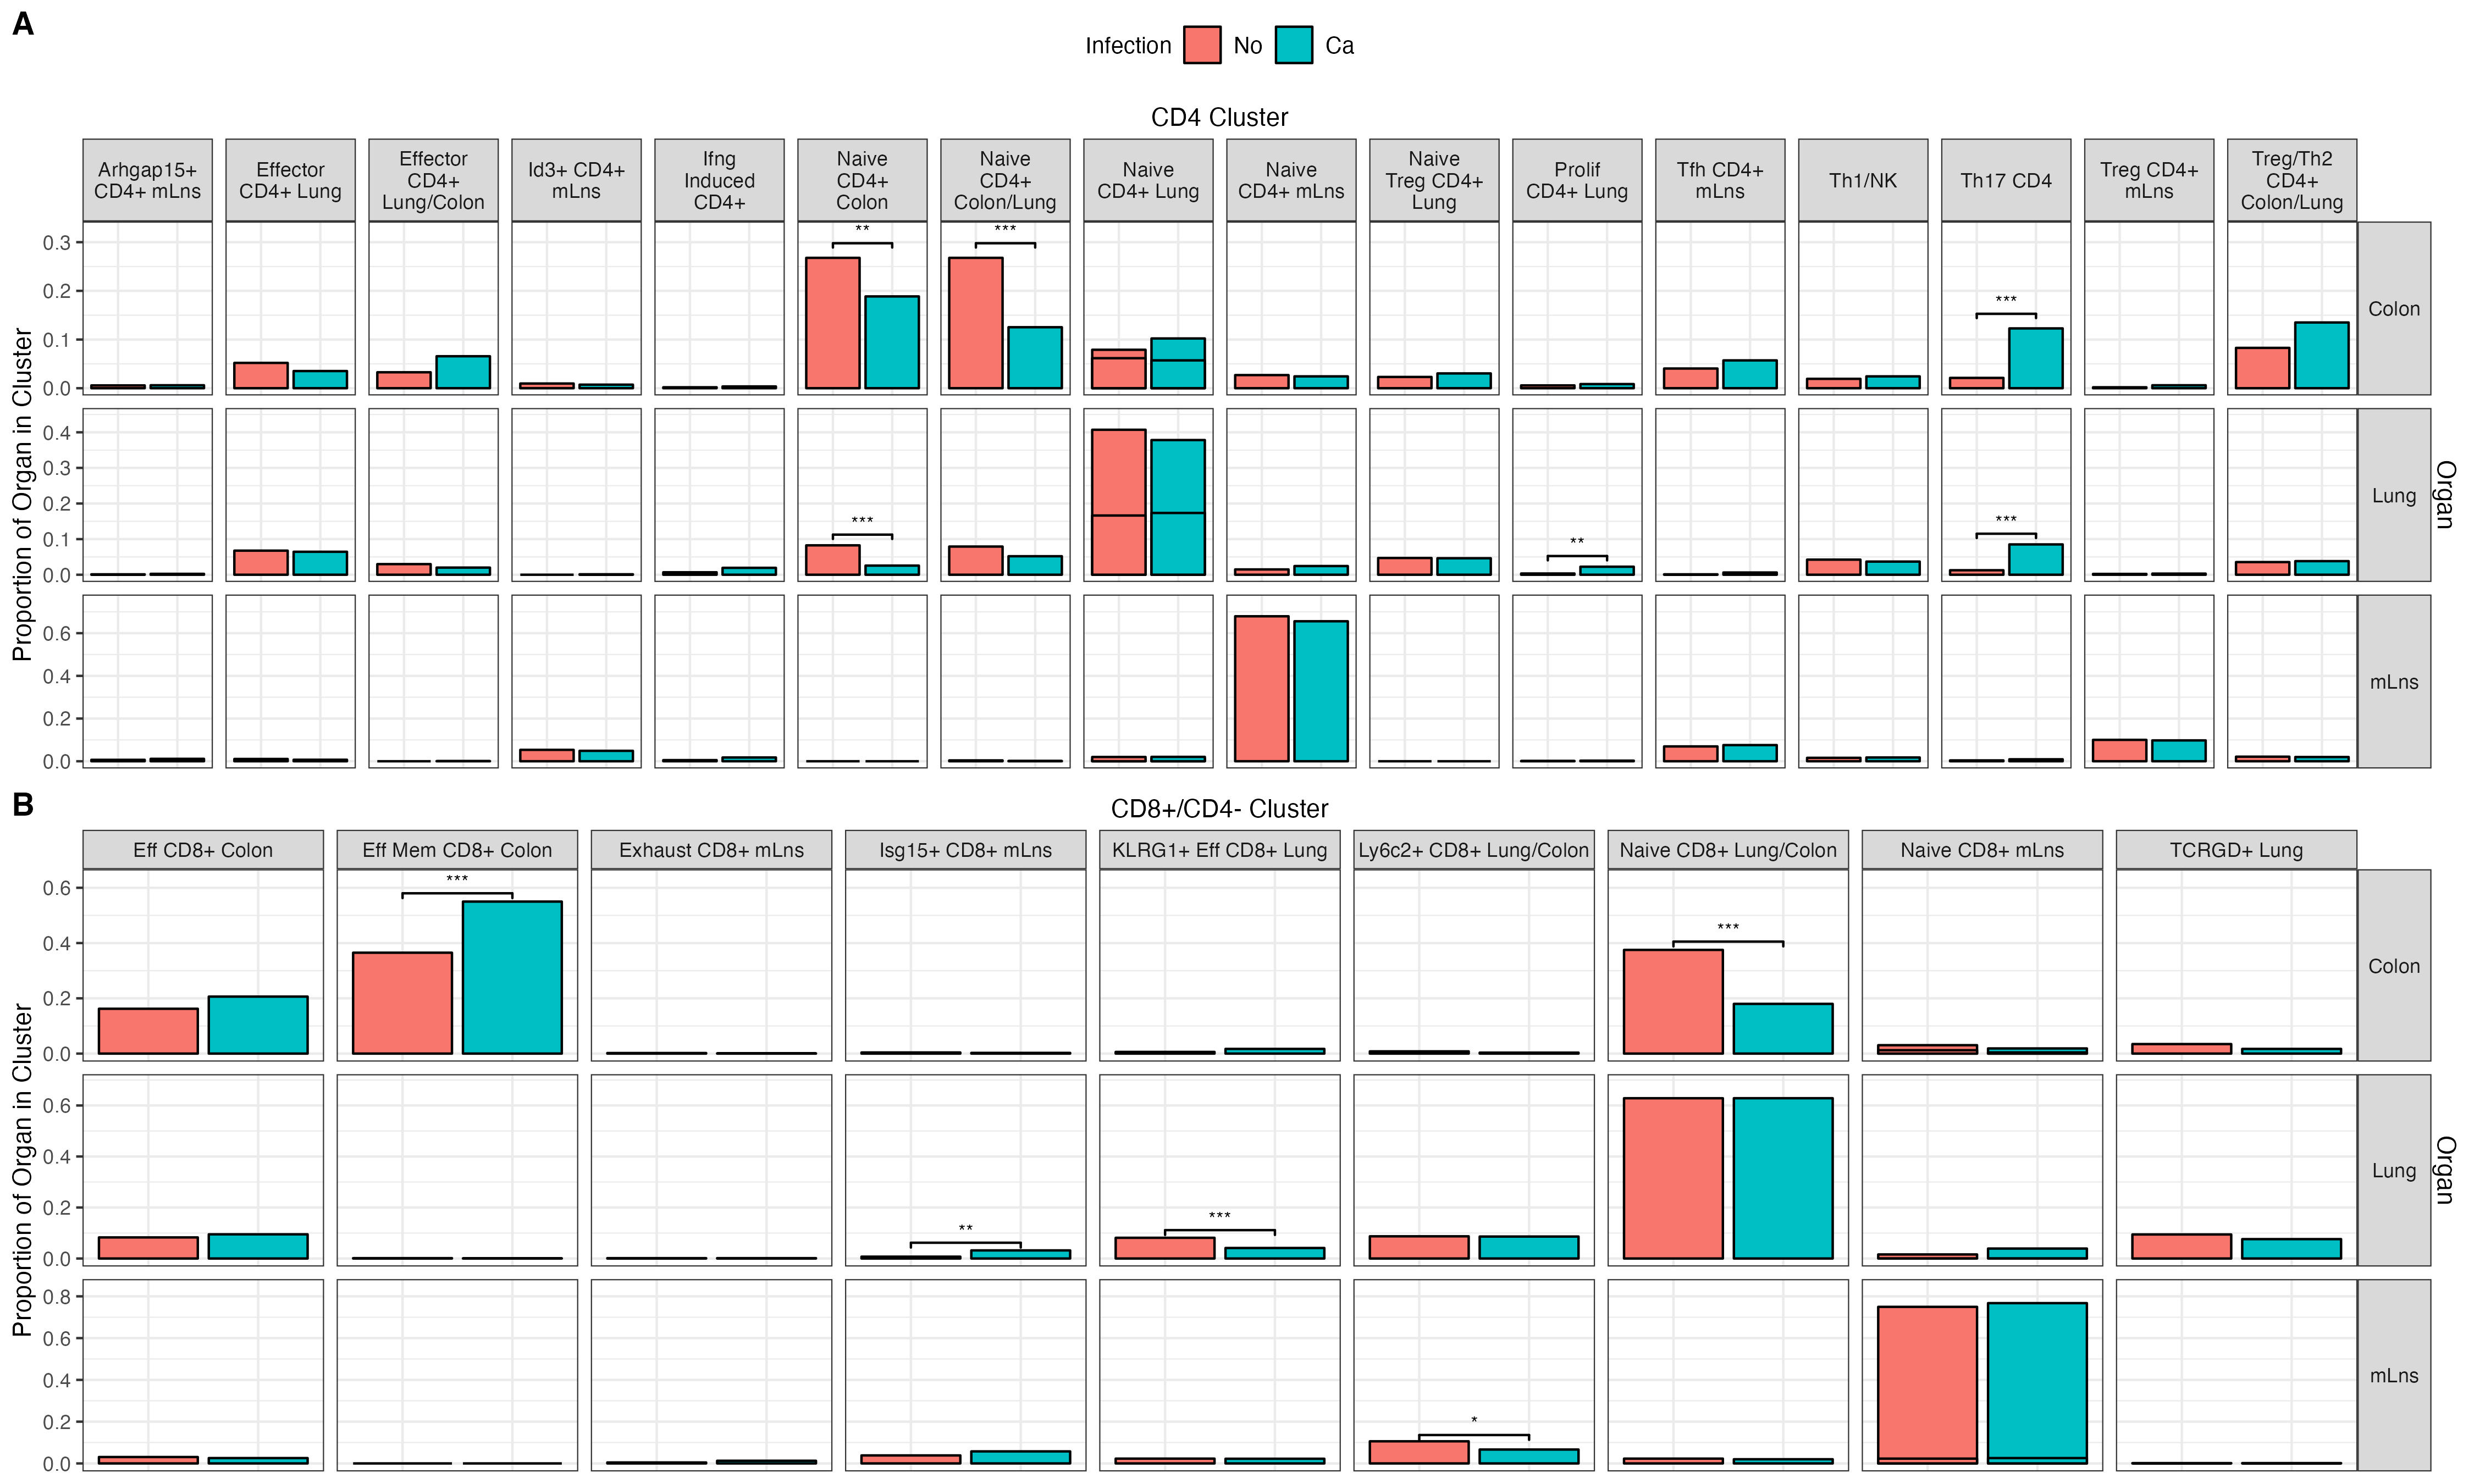 A
Infection No Ca
CD4 Cluster
Arhgap15+
CD4+ mLns
Effector
CD4+ Lung
Effector
CD4+
Lung/Colon
Id3+ CD4+
mLns
Ifng
Induced
CD4+
Naive
CD4+
Colon
Naive
CD4+
Colon/Lung
Naive
CD4+ Lung
Naive
CD4+ mLns
Naive
Treg CD4+
Lung
Prolif
CD4+ Lung
Tfh CD4+
mLns
Th1/NK
Th17 CD4
Treg CD4+
mLns
Treg/Th2
CD4+
Colon/Lung
Proportion of Organ in Cluster
0.3
0.2
0.1
0.0
** *** ***
Colon
0.4
0.3
0.2
0.1
0.0
*** ** ***
Lung
0.6
0.4
0.2
0.0
mLns
Organ
B
CD8+/CD4- Cluster
Eff CD8+ Colon
Eff Mem CD8+ Colon
Exhaust CD8+ mLns
Isg15+ CD8+ mLns
KLRG1+ Eff CD8+ Lung
Ly6c2+ CD8+ Lung/Colon
Naive CD8+ Lung/Colon
Naive CD8+ mLns
TCRGD+ Lung
Proportion of Organ in Cluster
0.6
0.4
0.2
0.0
*** ***
Colon
0.6
0.4
0.2
0.0
** ***
Lung
0.8
0.6
0.4
0.2
0.0
*
mLns
Organ